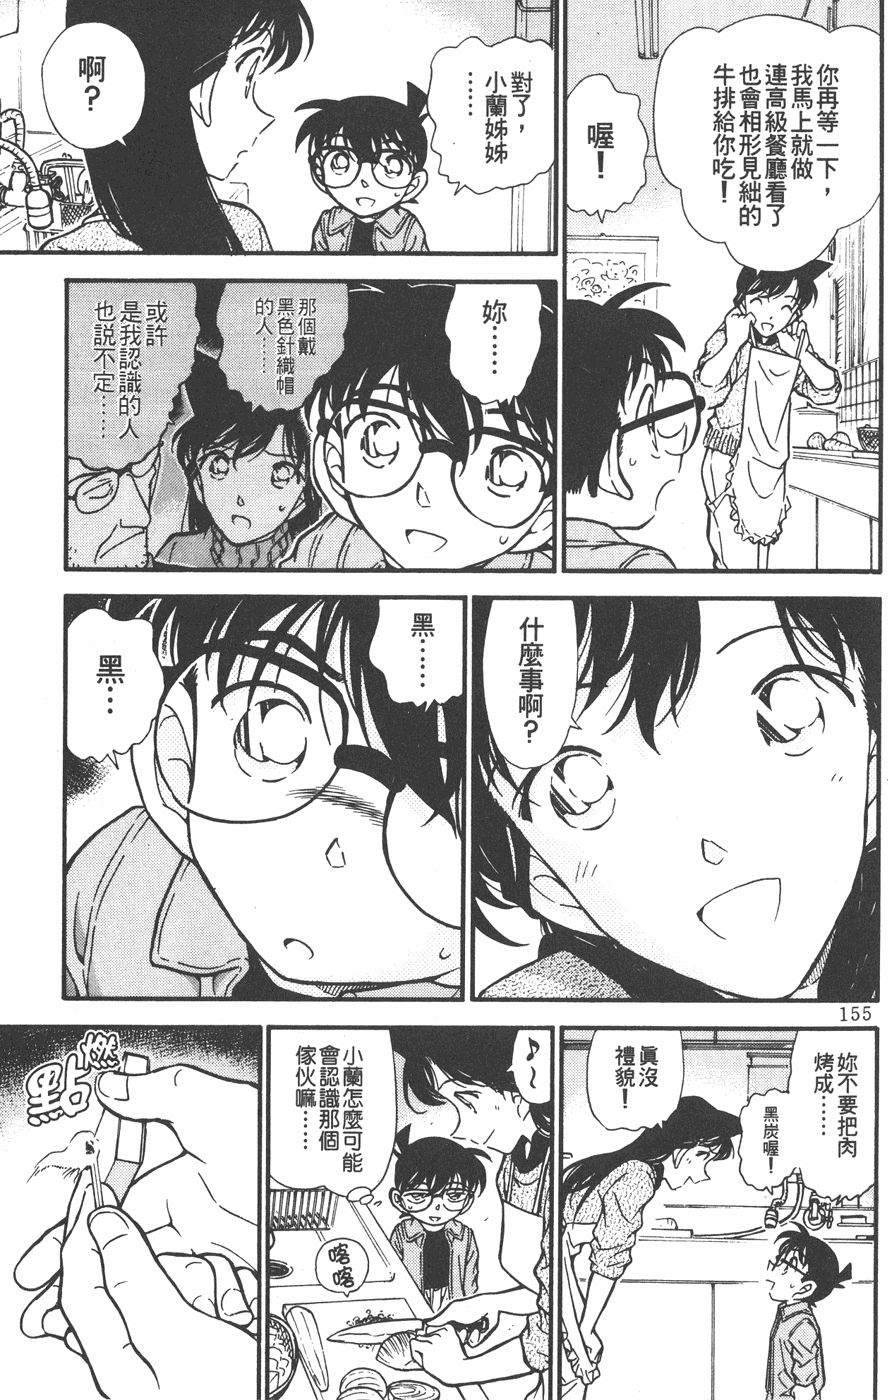 你再等一下，
我馬上就做
連高級餐廳看了
也會相形見絀的
牛排給你吃！
喔！
對了，
小蘭姊姊
……
啊？
妳……
那個戴
黑色針織帽
的人……
或許
是我認識的人
也說不定……
什麼事啊？
黑……
黑…
155
妳不要把肉
烤成……
黑炭喔！
眞沒
禮貌！
小蘭怎麼可能
會認識那個
傢伙嘛……
喀
喀
點
燃